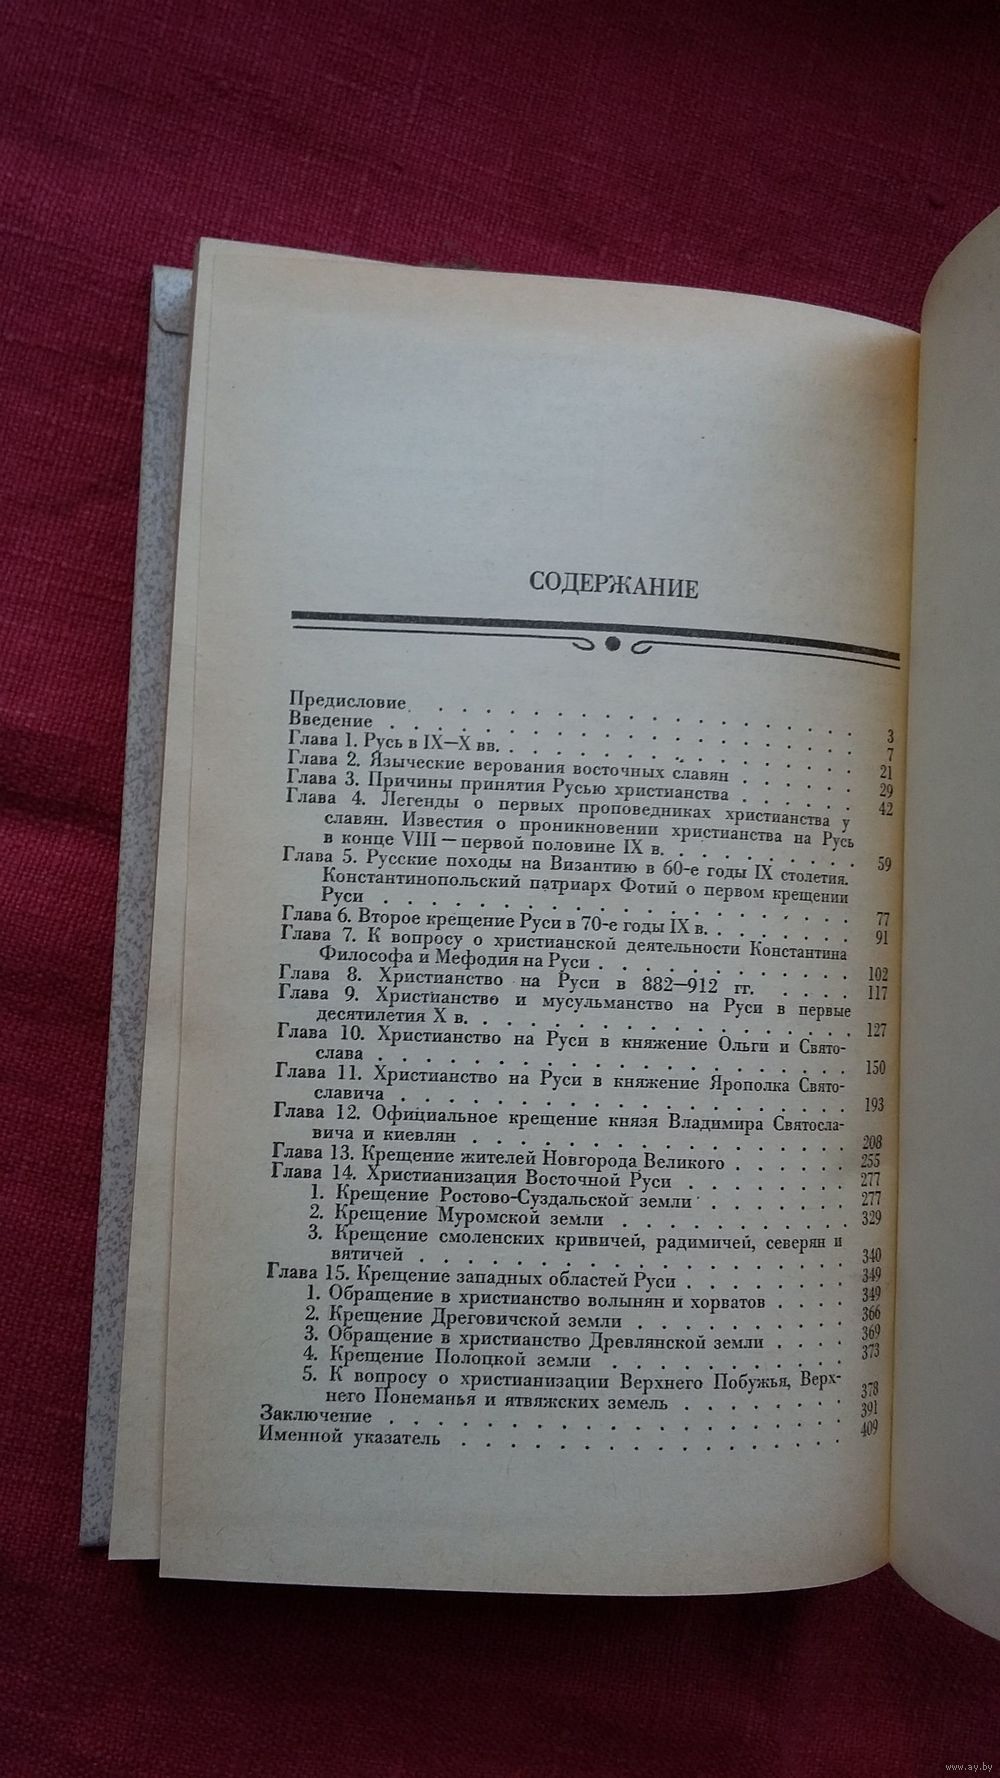 СОДЕРЖАНИЕ
Предисловие . . . . . . . . . . . . . . . . . . 3
Введение . . . . . . . . . . . . . . . . . . . . 7
Глава 1. Русь в IX—X вв. . . . . . . . . . . . . . 21
Глава 2. Языческие верования восточных славян . . . . . 29
Глава 3. Причины принятия Русью христианства . . . . . . 42
Глава 4. Легенды о первых проповедниках христианства у
славян. Известия о проникновении христианства на Русь
в конце VIII — первой половине IX в. . . . . . . . . 59
Глава 5. Русские походы на Византию в 60-е годы IX столетия.
Константинопольский патриарх Фотий о первом крещении
Руси . . . . . . . . . . . . . . . . . . . . 77
Глава 6. Второе крещение Руси в 70-е годы IX в. . . . . . . 91
Глава 7. К вопросу о христианской деятельности Константина
Философа и Мефодия на Руси . . . . . . . . . . . 102
Глава 8. Христианство на Руси в 882—912 гг. . . . . 117
Глава 9. Христианство и мусульманство на Руси в первые
десятилетия X в. . . . . . . . . . . . . . . . . 127
Глава 10. Христианство на Руси в княжение Ольги и Свято-
слава . . . . . . . . . . . . . . . . . . . . 150
Глава 11. Христианство на Руси в княжение Ярополка Свято-
славича . . . . . . . . . . . . . . . . . . . 193
Глава 12. Официальное крещение князя Владимира Святосла-
вича и киевлян . . . . . . . . . . . . . . . . 208
Глава 13. Крещение жителей Новгорода Великого . . . . . . 255
Глава 14. Христианизация Восточной Руси . . . . . . . . 277
1. Крещение Ростово-Суздальской земли . . . . . . . 277
2. Крещение Муромской земли . . . . . . . . . . . 329
3. Крещение смоленских кривичей, радимичей, северян и
вятичей . . . . . . . . . . . . . . . . . . 340
Глава 15. Крещение западных областей Руси . . . . . . . . 349
1. Обращение в христианство волынян и хорватов . . . . 349
2. Крещение Дреговичской земли . . . . . . . . . . 366
3. Обращение в христианство Древлянской земли . . . . 369
4. Крещение Полоцкой земли . . . . . . . . . . . 373
5. К вопросу о христианизации Верхнего Побужья, Верх-
него Понеманья и ятвяжских земель . . . . . . . . 378
Заключение . . . . . . . . . . . . . . . . . . . 391
Именной указатель . . . . . . . . . . . . . . . . 409
www.ay.by